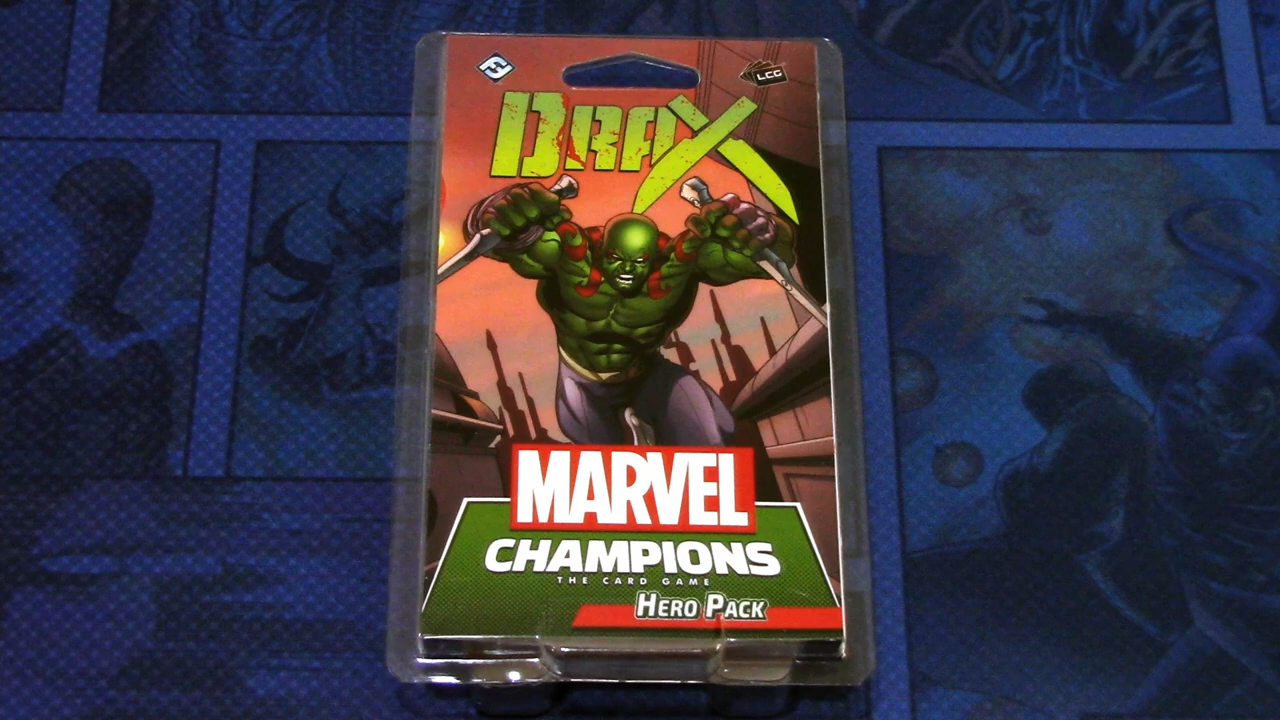 LCG
DRAX
MARVEL
CHAMPIONS
THE CARD GAME
HERO PACK